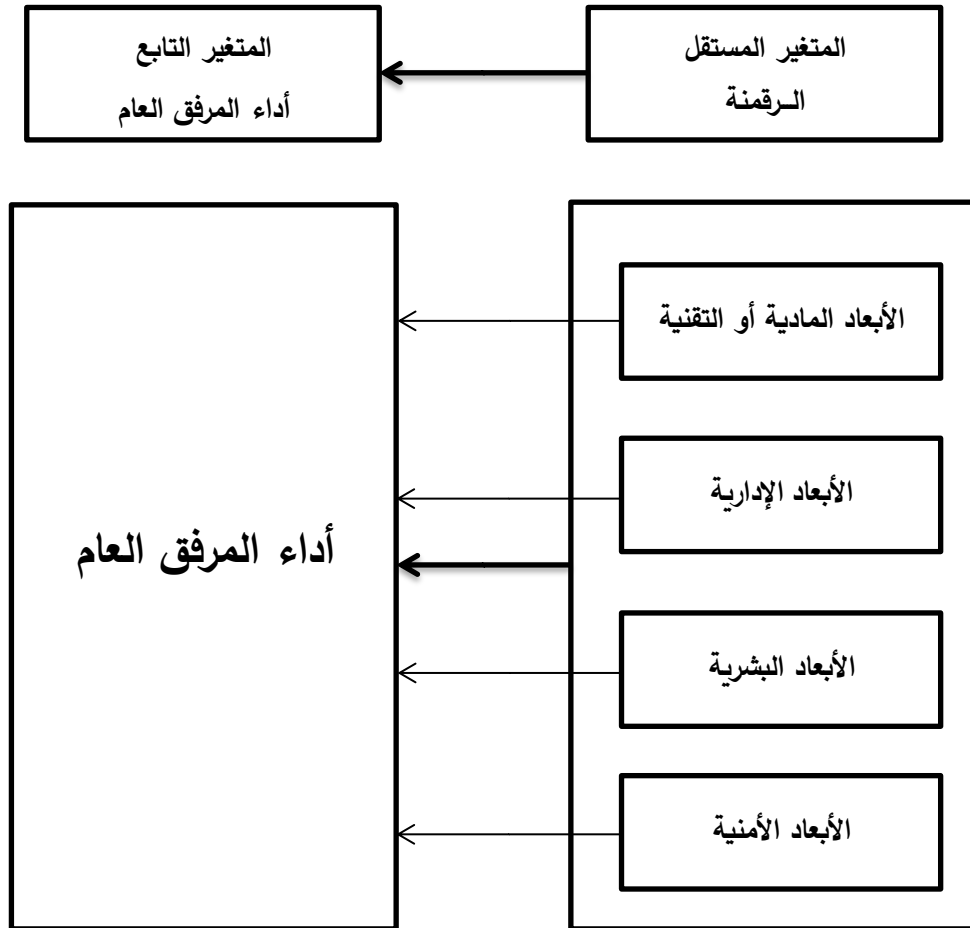 المتغير المستقل
الـرقمنة
المتغير التابع
أداء المرفق العام
الأبعاد المادية أو التقنية
الأبعاد الإدارية
الأبعاد البشرية
الأبعاد الأمنية
أداء المرفق العام